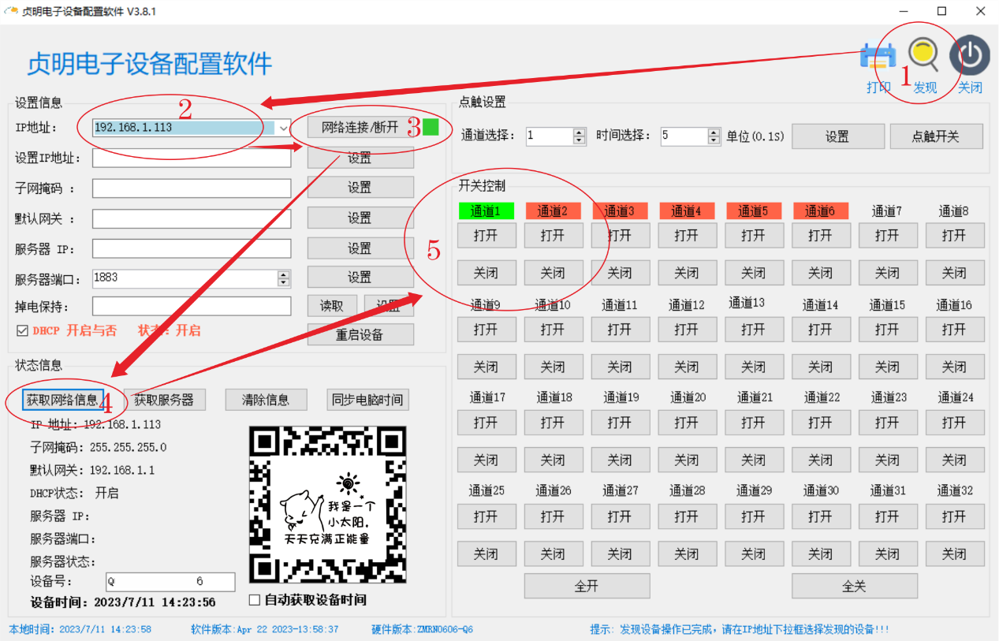 贞明电子设备配置软件 V3.8.1
贞明电子设备配置软件
打印 发现 关闭
1
设置信息
IP地址： 192.168.1.113 网络连接/断开
2
3
设置IP地址： 设置
子网掩码 ： 设置
默认网关 ： 设置
服务器 IP： 设置
服务器端口： 1883 设置
掉电保持： 读取 设置
DHCP 开启与否 状态：开启 重启设备
状态信息
获取网络信息 获取服务器 清除信息 同步电脑时间
4
IP 地址：192.168.1.113
子网掩码：255.255.255.0
默认网关：192.168.1.1
DHCP状态： 开启
服务器 IP：
服务器端口：
服务器状态：
设备号： Q 6
设备时间：2023/7/11 14:23:56
我是一个
小太阳，
天天充满正能量
自动获取设备时间
点触设置
通道选择： 1 时间选择： 5 单位(0.1S) 设置 点触开关
开关控制
5
通道1 通道2 通道3 通道4 通道5 通道6 通道7 通道8
打开 打开 打开 打开 打开 打开 打开 打开
关闭 关闭 关闭 关闭 关闭 关闭 关闭 关闭
通道9 通道10 通道11 通道12 通道13 通道14 通道15 通道16
打开 打开 打开 打开 打开 打开 打开 打开
关闭 关闭 关闭 关闭 关闭 关闭 关闭 关闭
通道17 通道18 通道19 通道20 通道21 通道22 通道23 通道24
打开 打开 打开 打开 打开 打开 打开 打开
关闭 关闭 关闭 关闭 关闭 关闭 关闭 关闭
通道25 通道26 通道27 通道28 通道29 通道30 通道31 通道32
打开 打开 打开 打开 打开 打开 打开 打开
关闭 关闭 关闭 关闭 关闭 关闭 关闭 关闭
全开 全关
本地时间：2023/7/11 14:23:58 软件版本:Apr 22 2023-13:58:37 硬件版本:ZMRN0606-Q6 提示：发现设备操作已完成，请在IP地址下拉框选择发现的设备!!!